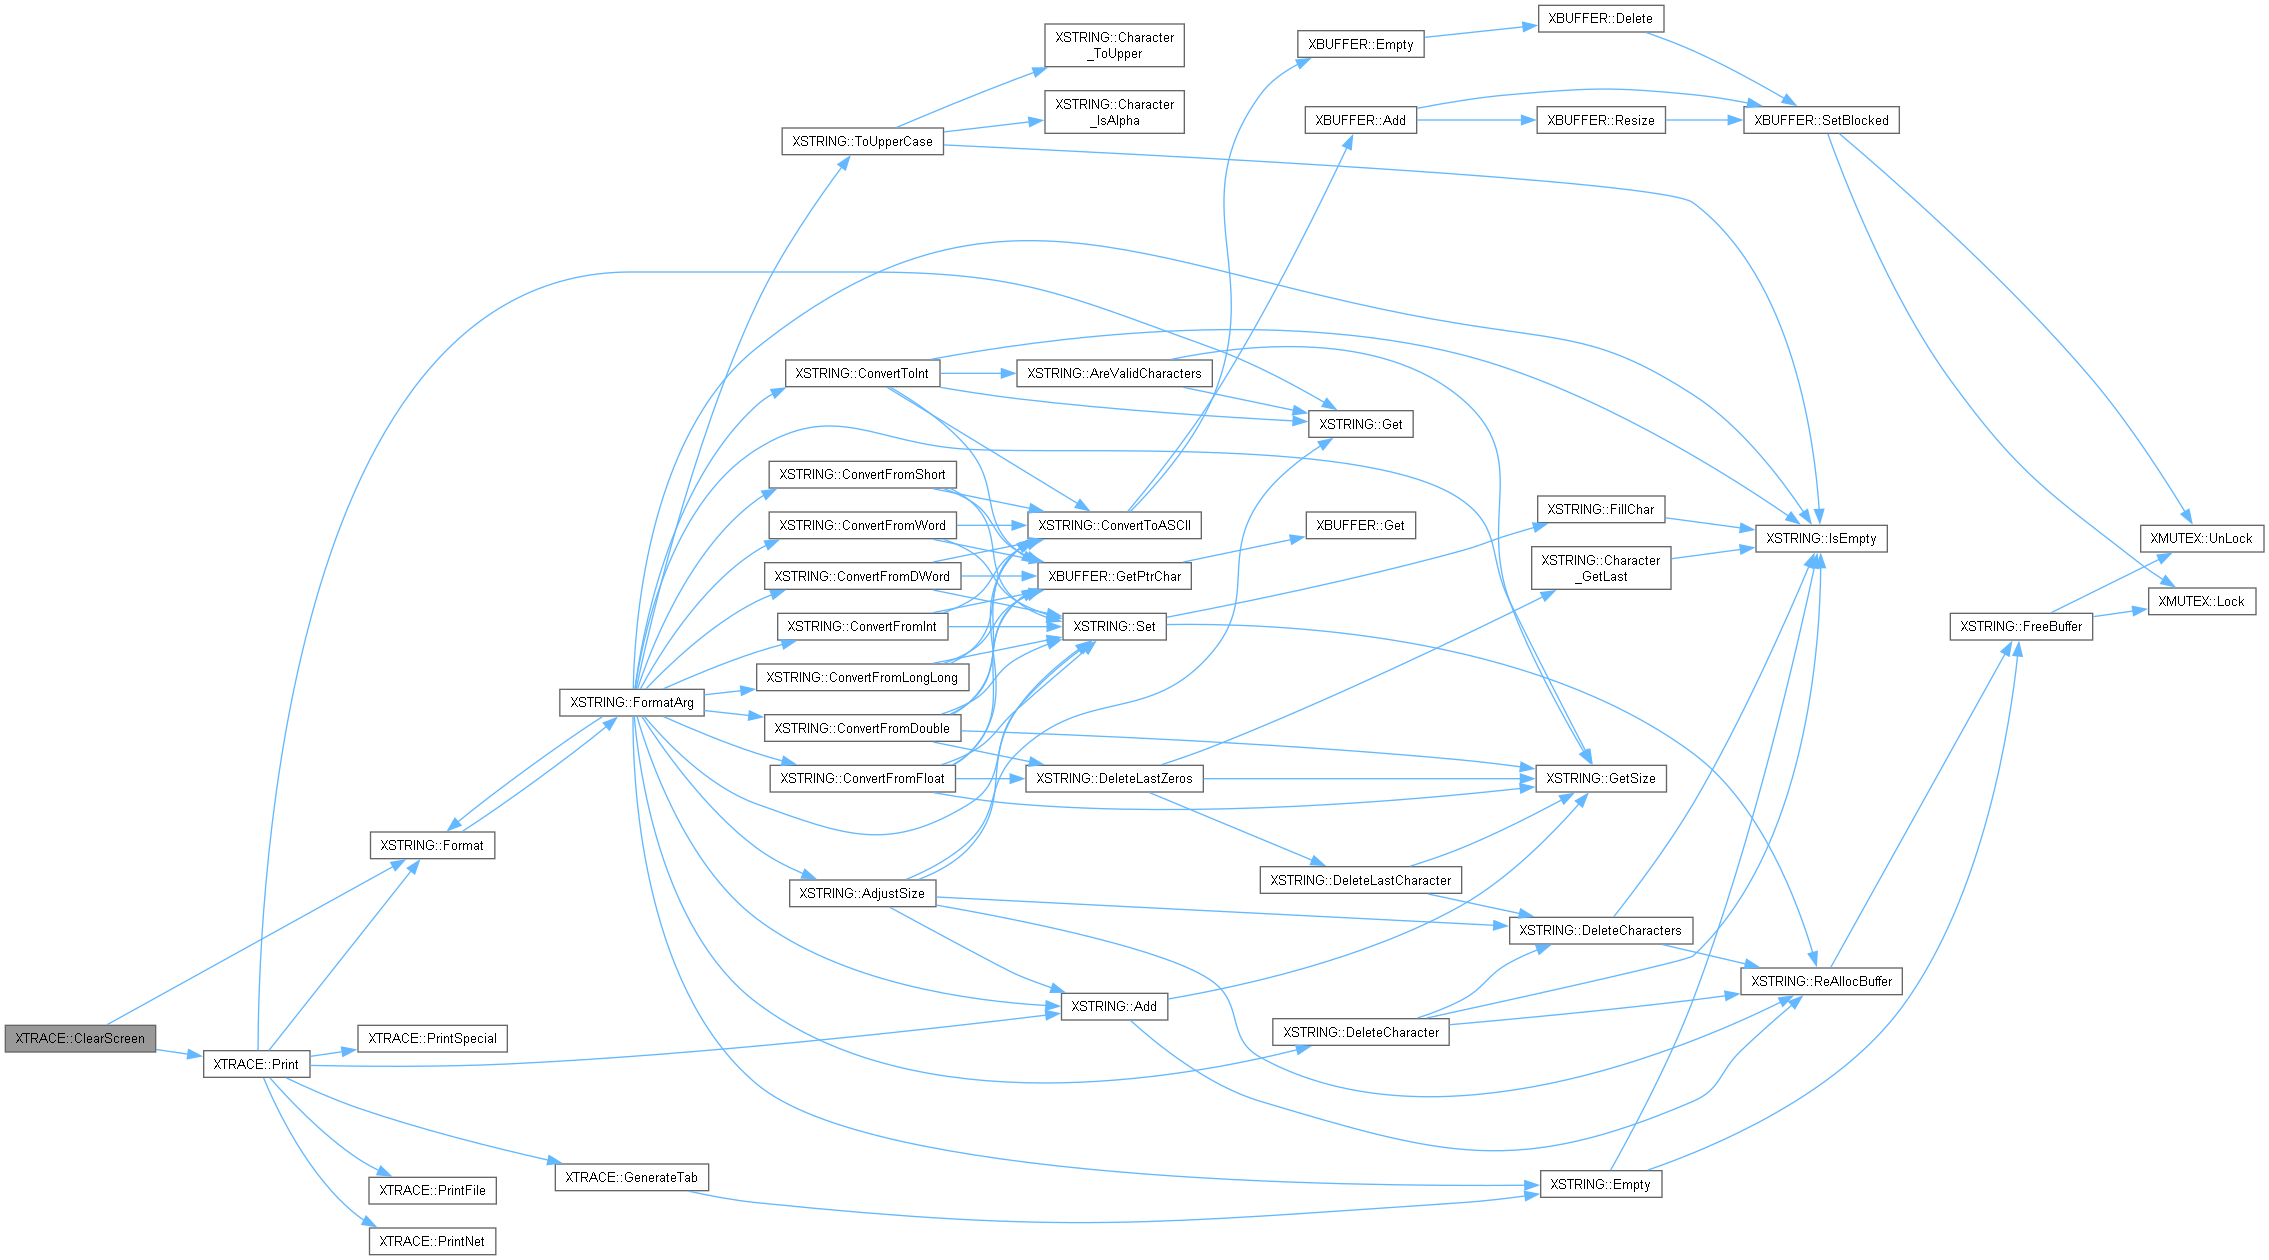 XTRACE::ClearScreen
XSTRING::Format
XTRACE::Print
XTRACE::PrintSpecial
XTRACE::PrintFile
XTRACE::PrintNet
XSTRING::FormatArg
XTRACE::GenerateTab
XSTRING::ToUpperCase
XSTRING::ConvertToInt
XSTRING::ConvertFromShort
XSTRING::ConvertFromWord
XSTRING::ConvertFromDWord
XSTRING::ConvertFromInt
XSTRING::ConvertFromLongLong
XSTRING::ConvertFromDouble
XSTRING::ConvertFromFloat
XSTRING::AdjustSize
XSTRING::Character
_ToUpper
XSTRING::Character
_IsAlpha
XSTRING::AreValidCharacters
XSTRING::ConvertToASCII
XBUFFER::GetPtrChar
XSTRING::Set
XSTRING::DeleteLastZeros
XSTRING::Add
XBUFFER::Empty
XBUFFER::Add
XSTRING::Get
XBUFFER::Get
XSTRING::DeleteLastCharacter
XSTRING::DeleteCharacter
XBUFFER::Delete
XBUFFER::Resize
XSTRING::FillChar
XSTRING::Character
_GetLast
XSTRING::GetSize
XSTRING::DeleteCharacters
XSTRING::Empty
XBUFFER::SetBlocked
XSTRING::IsEmpty
XSTRING::ReAllocBuffer
XSTRING::FreeBuffer
XMUTEX::UnLock
XMUTEX::Lock